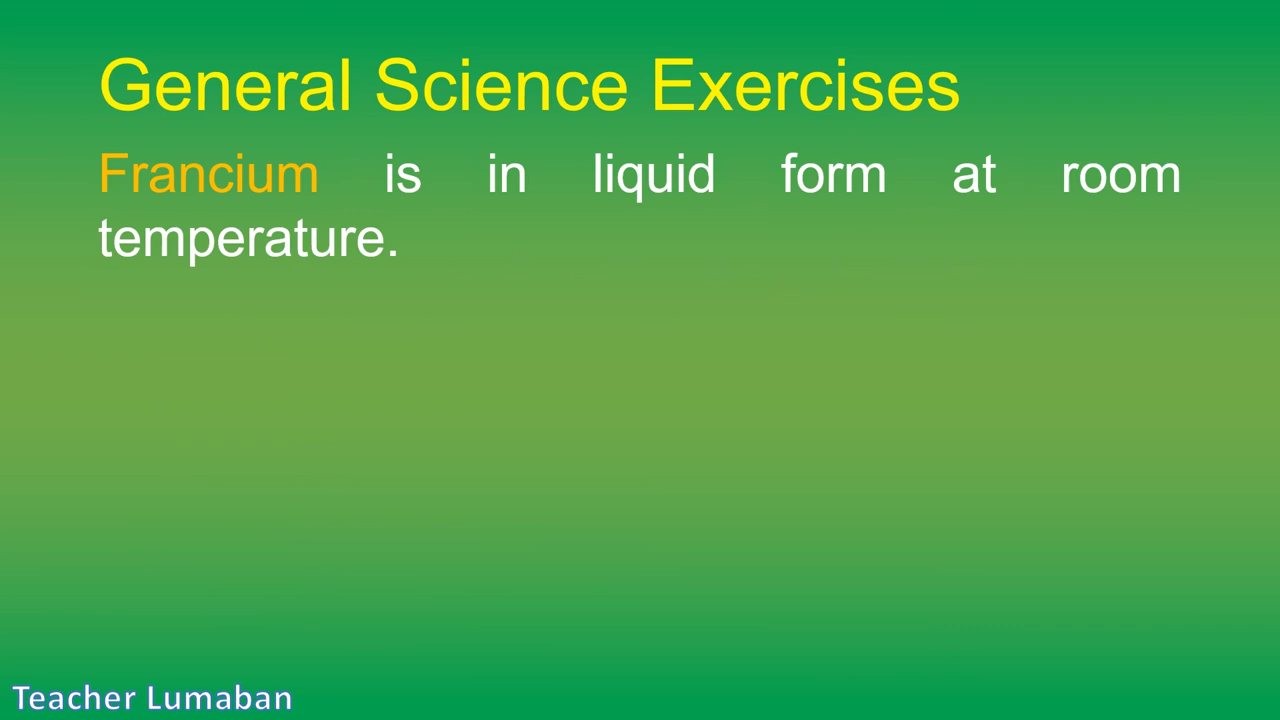 General Science Exercises
Francium is in liquid form at room
temperature.
Teacher Lumaban